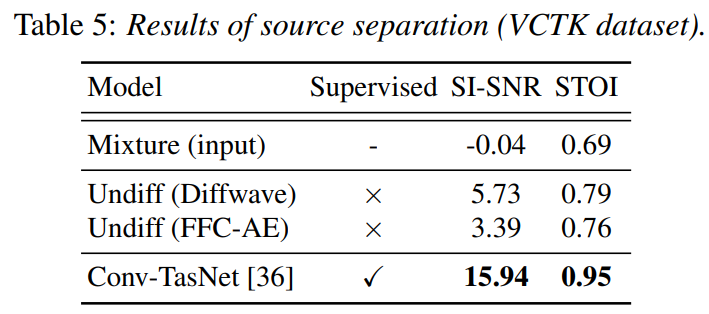 Table 5: Results of source separation (VCTK dataset).
Model Supervised SI-SNR STOI
Mixture (input) - -0.04 0.69
Undiff (Diffwave) × 5.73 0.79
Undiff (FFC-AE) × 3.39 0.76
Conv-TasNet [36] ✓ 15.94 0.95